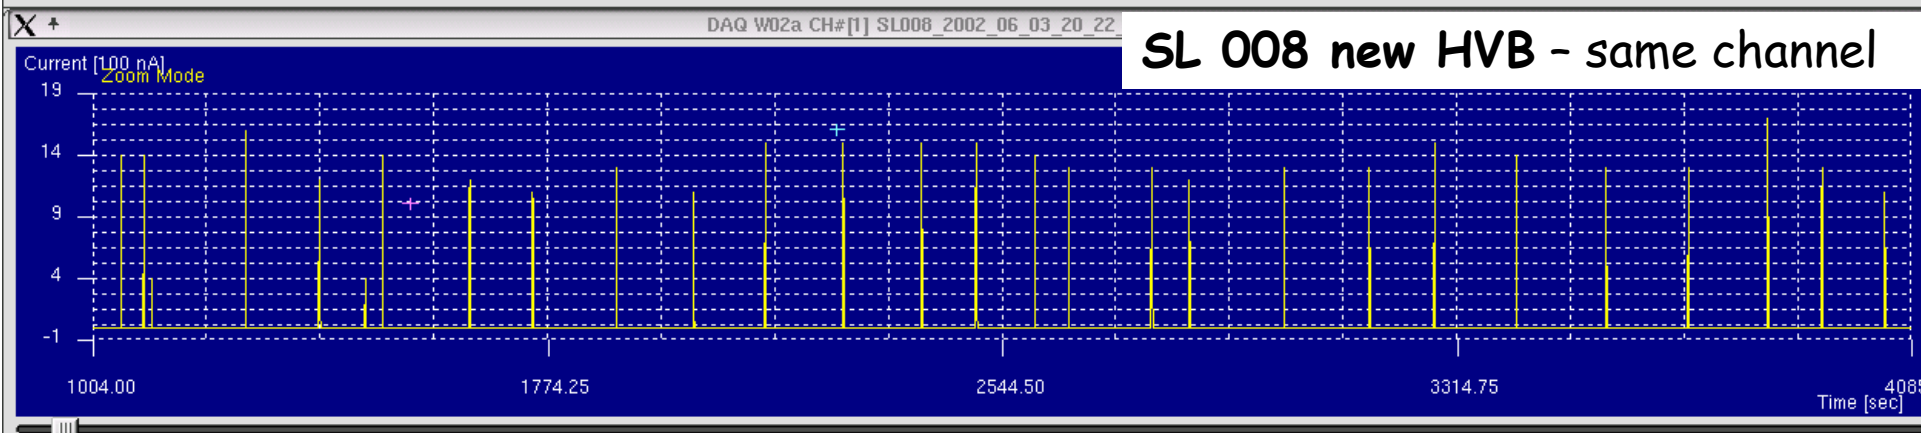 DAQ W02a CH#[1] SL008_2002_06_03_20_22_
SL 008 new HVB – same channel
Current [100 nA]
Zoom Mode
19
14
9
4
-1
1004.00 1774.25 2544.50 3314.75 4085
Time [sec]